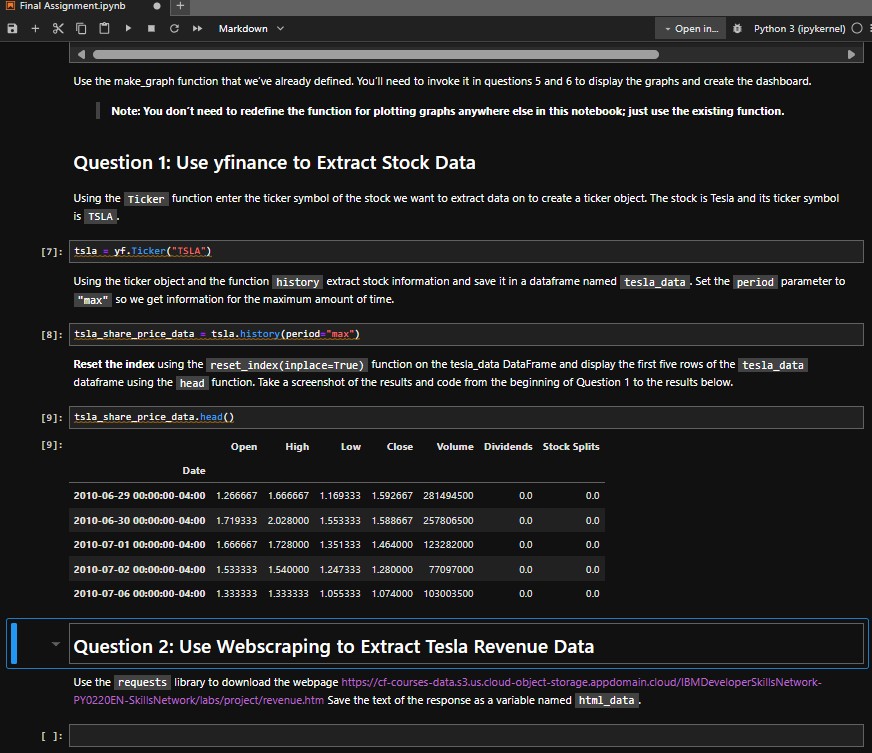 Final Assignment.ipynb
Markdown
Open in...
Python 3 (ipykernel)
Use the make_graph function that we've already defined. You'll need to invoke it in questions 5 and 6 to display the graphs and create the dashboard.
Note: You don't need to redefine the function for plotting graphs anywhere else in this notebook; just use the existing function.
Question 1: Use yfinance to Extract Stock Data
Using the Ticker function enter the ticker symbol of the stock we want to extract data on to create a ticker object. The stock is Tesla and its ticker symbol
is TSLA.
[7]: tsla = yf.Ticker("TSLA")
Using the ticker object and the function history extract stock information and save it in a dataframe named tesla_data. Set the period parameter to
"max" so we get information for the maximum amount of time.
[8]: tsla_share_price_data = tsla.history(period="max")
Reset the index using the reset_index(inplace=True) function on the tesla_data DataFrame and display the first five rows of the tesla_data
dataframe using the head function. Take a screenshot of the results and code from the beginning of Question 1 to the results below.
[9]: tsla_share_price_data.head()
[9]: Open High Low Close Volume Dividends Stock Splits
Date
2010-06-29 00:00:00-04:00 1.266667 1.666667 1.169333 1.592667 281494500 0.0 0.0
2010-06-30 00:00:00-04:00 1.719333 2.028000 1.553333 1.588667 257806500 0.0 0.0
2010-07-01 00:00:00-04:00 1.666667 1.728000 1.351333 1.464000 123282000 0.0 0.0
2010-07-02 00:00:00-04:00 1.533333 1.540000 1.247333 1.280000 77097000 0.0 0.0
2010-07-06 00:00:00-04:00 1.333333 1.333333 1.055333 1.074000 103003500 0.0 0.0
Question 2: Use Webscraping to Extract Tesla Revenue Data
Use the requests library to download the webpage https://cf-courses-data.s3.us.cloud-object-storage.appdomain.cloud/IBMDeveloperSkillsNetwork-
PY0220EN-SkillsNetwork/labs/project/revenue.htm Save the text of the response as a variable named html_data.
[ ]: